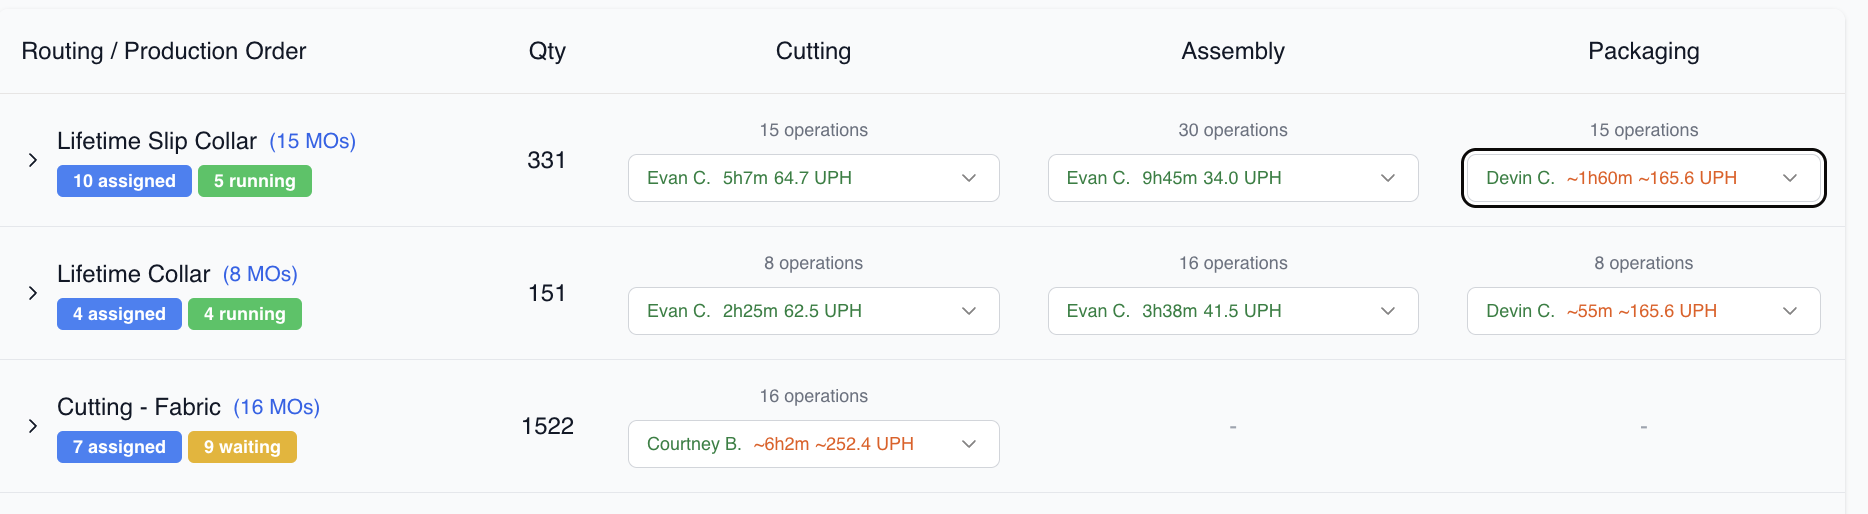 Routing / Production Order Qty Cutting Assembly Packaging
15 operations 30 operations 15 operations
Lifetime Slip Collar (15 MOs)
10 assigned 5 running
331
Evan C. 5h7m 64.7 UPH
Evan C. 9h45m 34.0 UPH
Devin C. ~1h60m ~165.6 UPH
8 operations 16 operations 8 operations
Lifetime Collar (8 MOs)
4 assigned 4 running
151
Evan C. 2h25m 62.5 UPH
Evan C. 3h38m 41.5 UPH
Devin C. ~55m ~165.6 UPH
16 operations
Cutting - Fabric (16 MOs)
7 assigned 9 waiting
1522
Courtney B. ~6h2m ~252.4 UPH
- -